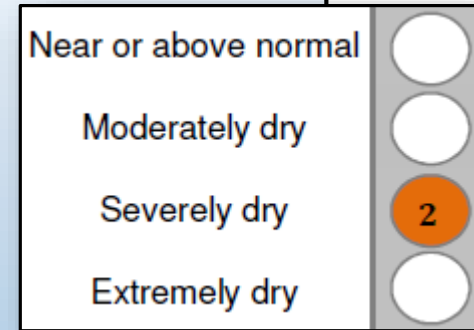 Near or above normal
Moderately dry
Severely dry 2
Extremely dry